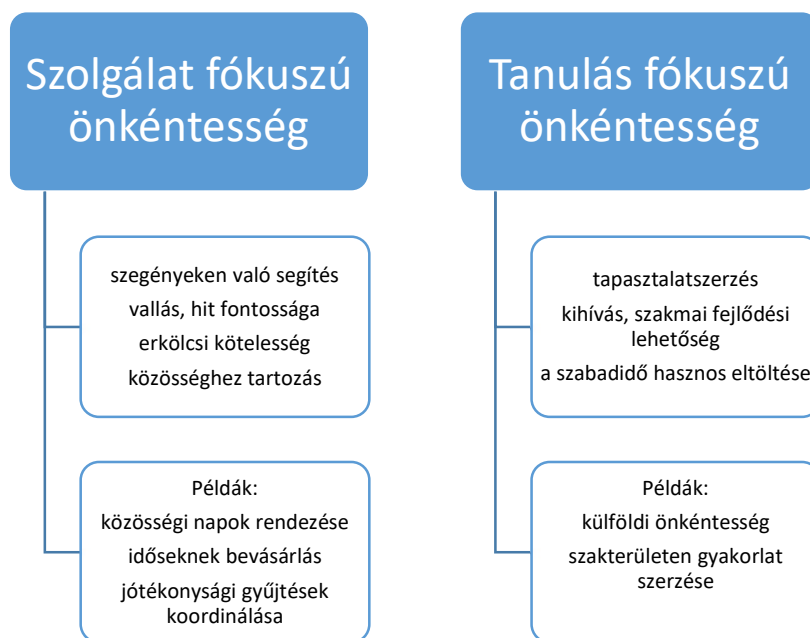 Szolgálat fókuszú
önkéntesség
szegényeken való segítés
vallás, hit fontossága
erkölcsi kötelesség
közösséghez tartozás
Példák:
közösségi napok rendezése
időseknek bevásárlás
jótékonysági gyűjtések
koordinálása
Tanulás fókuszú
önkéntesség
tapasztalatszerzés
kihívás, szakmai fejlődési
lehetőség
a szabadidő hasznos eltöltése
Példák:
külföldi önkéntesség
szakterületen gyakorlat
szerzése